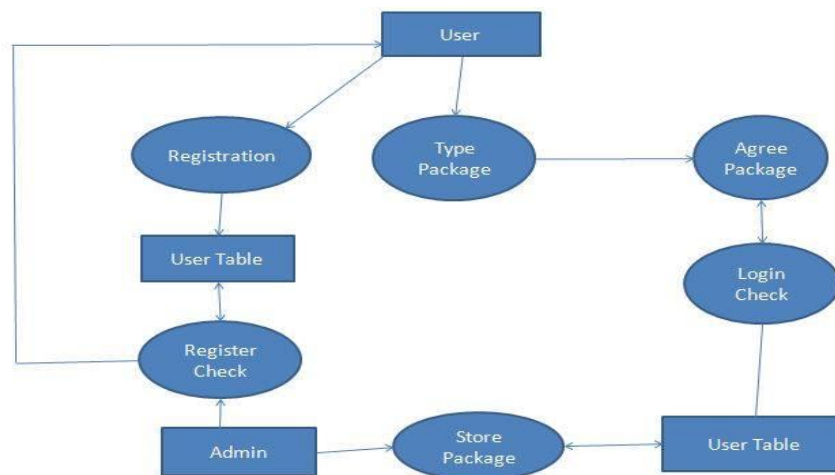 User
Registration
Type
Package
Agree
Package
User Table
Login
Check
Register
Check
Admin
Store
Package
User Table